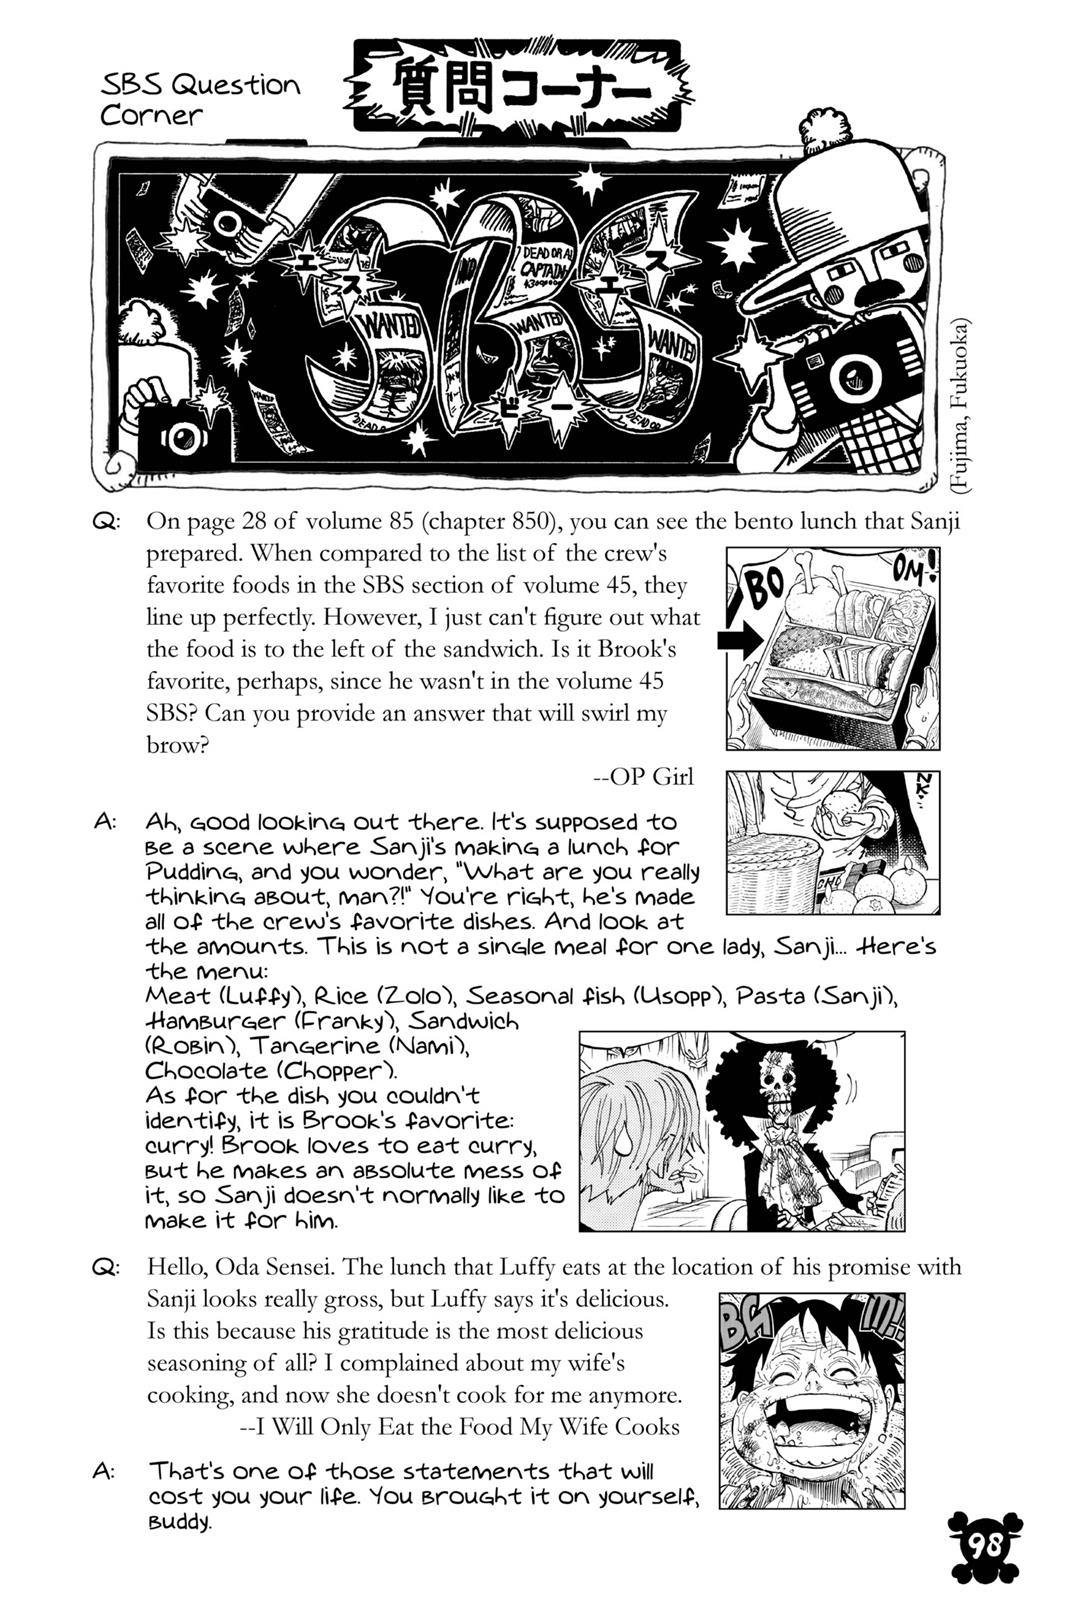 SBS Question
Corner
質問コーナー
エス
ビー
エス
DEAD OR AL
CAPTAIN
WANTED
WANTED
WANTED
DEAD O
DEAD OR
(Fujima, Fukuoka)
Q: On page 28 of volume 85 (chapter 850), you can see the bento lunch that Sanji
prepared. When compared to the list of the crew's
favorite foods in the SBS section of volume 45, they
line up perfectly. However, I just can't figure out what
the food is to the left of the sandwich. Is it Brook's
favorite, perhaps, since he wasn't in the volume 45
SBS? Can you provide an answer that will swirl my
brow?
--OP Girl
BO
OM!
NK
A: Ah, good looking out there. It's supposed to
be a scene where Sanji's making a lunch for
Pudding, and you wonder, "What are you really
thinking about, man?!" You're right, he's made
all of the crew's favorite dishes. And look at
the amounts. This is not a single meal for one lady, Sanji... Here's
the menu:
Meat (Luffy), Rice (Zolo), Seasonal fish (Usopp), Pasta (Sanji),
Hamburger (Franky), Sandwich
(Robin), Tangerine (Nami),
Chocolate (Chopper).
As for the dish you couldn't
identify, it is Brook's favorite:
curry! Brook loves to eat curry,
but he makes an absolute mess of
it, so Sanji doesn't normally like to
make it for him.
Q: Hello, Oda Sensei. The lunch that Luffy eats at the location of his promise with
Sanji looks really gross, but Luffy says it's delicious.
Is this because his gratitude is the most delicious
seasoning of all? I complained about my wife's
cooking, and now she doesn't cook for me anymore.
--I Will Only Eat the Food My Wife Cooks
A: That's one of those statements that will
cost you your life. You brought it on yourself,
buddy.
98